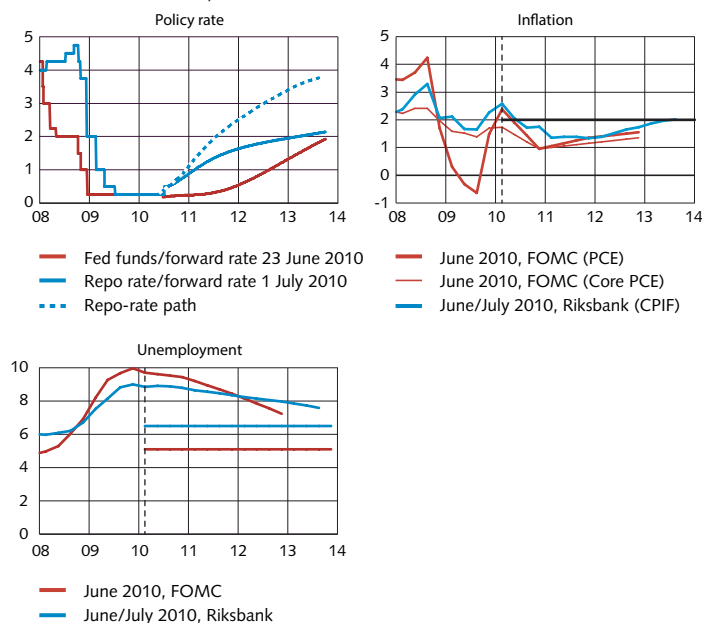 Policy rate
5
4
3
2
1
0
08 09 10 11 12 13 14
Fed funds/forward rate 23 June 2010
Repo rate/forward rate 1 July 2010
Repo-rate path
Inflation
5
4
3
2
1
0
-1
08 09 10 11 12 13 14
June 2010, FOMC (PCE)
June 2010, FOMC (Core PCE)
June/July 2010, Riksbank (CPIF)
Unemployment
10
8
6
4
2
0
08 09 10 11 12 13 14
June 2010, FOMC
June/July 2010, Riksbank